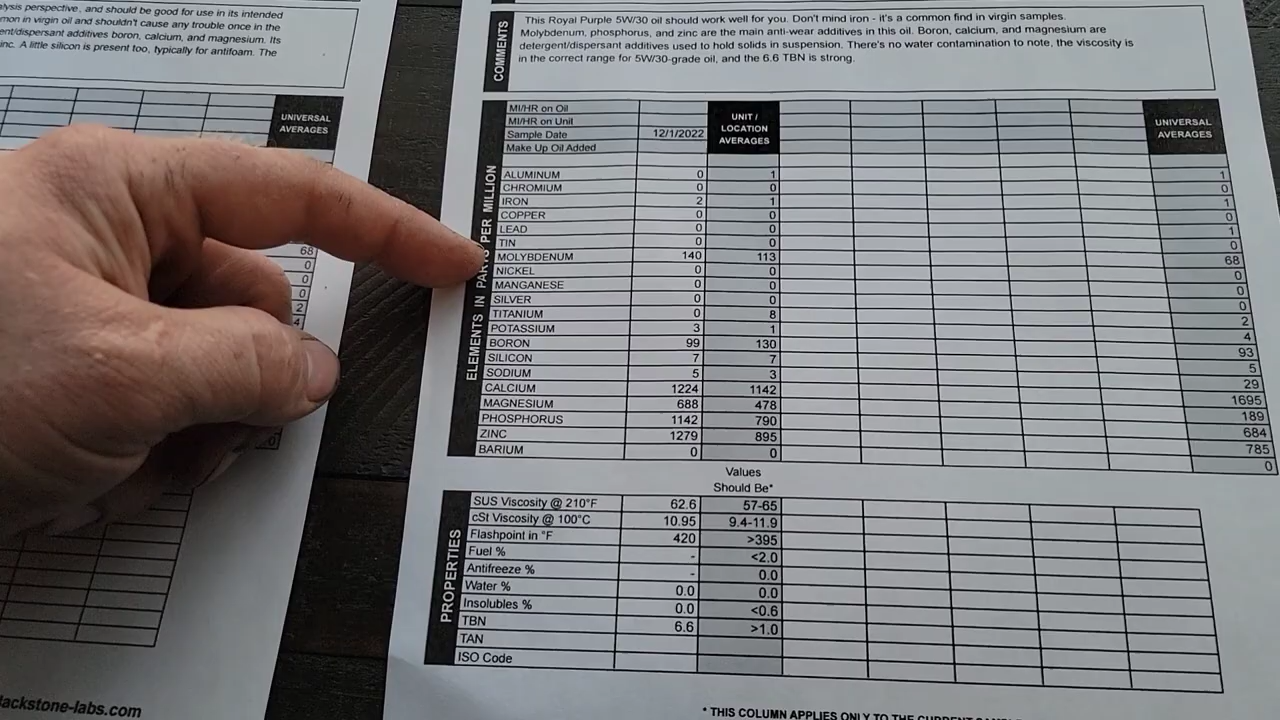 lysis perspective, and should be good for use in its intended
mon in virgin oil and shouldn't cause any trouble once in the
ent/dispersant additives boron, calcium, and magnesium. Its
inc. A little silicon is present too, typically for antifoam. The
UNIVERSAL
AVERAGES
68
0
0
0
2
4
ackstone-labs.com
COMMENTS
This Royal Purple 5W/30 oil should work well for you. Don't mind iron - it's a common find in virgin samples.
Molybdenum, phosphorus, and zinc are the main anti-wear additives in this oil. Boron, calcium, and magnesium are
detergent/dispersant additives used to hold solids in suspension. There's no water contamination to note, the viscosity is
in the correct range for 5W/30-grade oil, and the 6.6 TBN is strong.
MI/HR on Oil
MI/HR on Unit
Sample Date 12/1/2022
Make Up Oil Added
UNIT /
LOCATION
AVERAGES
UNIVERSAL
AVERAGES
ELEMENTS IN PARTS PER MILLION
ALUMINUM 0 1 1
CHROMIUM 0 0 0
IRON 2 1 1
COPPER 0 0 0
LEAD 0 0 1
TIN 0 0 0
MOLYBDENUM 140 113 68
NICKEL 0 0 0
MANGANESE 0 0 0
SILVER 0 0 0
TITANIUM 0 8 2
POTASSIUM 3 1 4
BORON 99 130 93
SILICON 7 7 5
SODIUM 5 3 29
CALCIUM 1224 1142 1695
MAGNESIUM 688 478 189
PHOSPHORUS 1142 790 684
ZINC 1279 895 785
BARIUM 0 0 0
Values
Should Be*
PROPERTIES
SUS Viscosity @ 210°F 62.6 57-65
cSt Viscosity @ 100°C 10.95 9.4-11.9
Flashpoint in °F 420 >395
Fuel % - <2.0
Antifreeze % - 0.0
Water % 0.0 0.0
Insolubles % 0.0 <0.6
TBN 6.6 >1.0
TAN
ISO Code
* THIS COLUMN APPLIES ONLY TO THE CURRENT